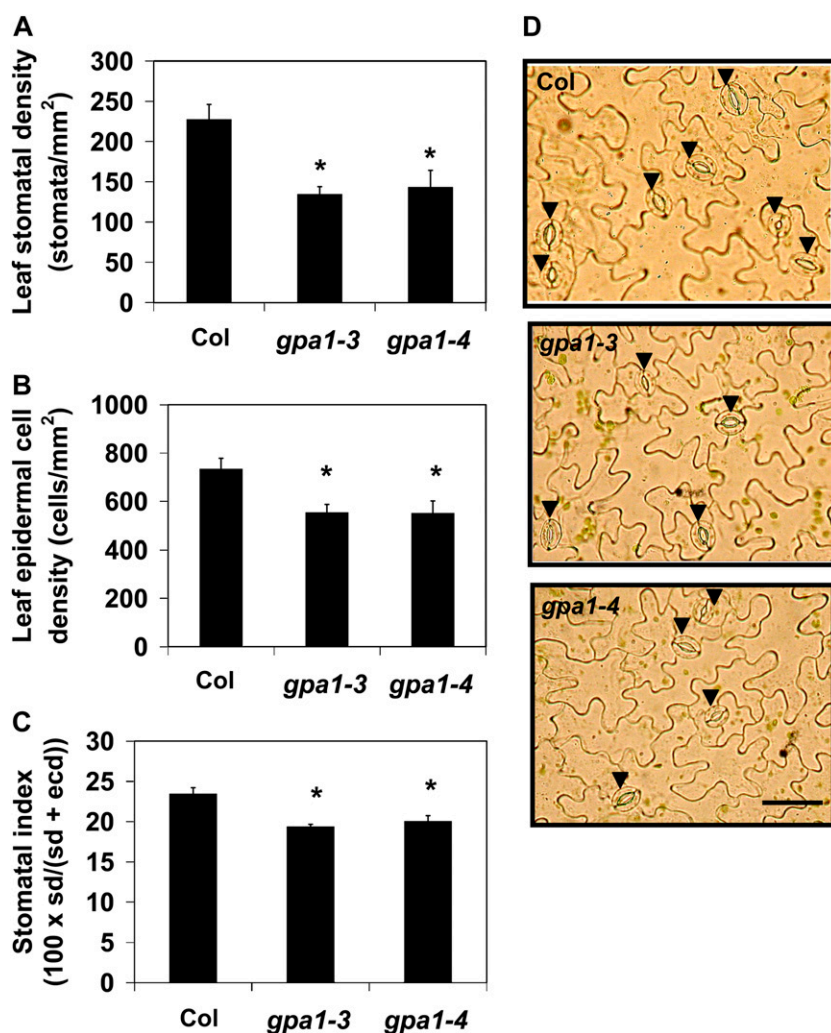 A
Leaf stomatal density
(stomata/mm²)
300
250
200
150
100
50
0
*
*
Col
gpa1-3
gpa1-4
B
Leaf epidermal cell
density (cells/mm²)
1000
800
600
400
200
0
*
*
Col
gpa1-3
gpa1-4
C
Stomatal index
(100 x sd/(sd + ecd))
30
25
20
15
10
5
0
*
*
Col
gpa1-3
gpa1-4
D
Col
gpa1-3
gpa1-4